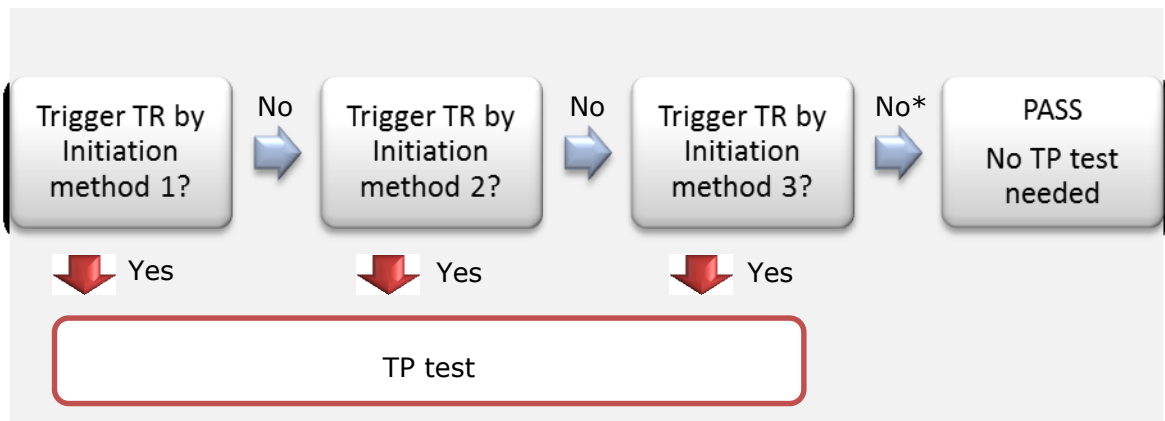 Trigger TR by
Initiation
method 1?
No
Trigger TR by
Initiation
method 2?
No
Trigger TR by
Initiation
method 3?
No*
PASS
No TP test
needed
Yes
Yes
Yes
TP test